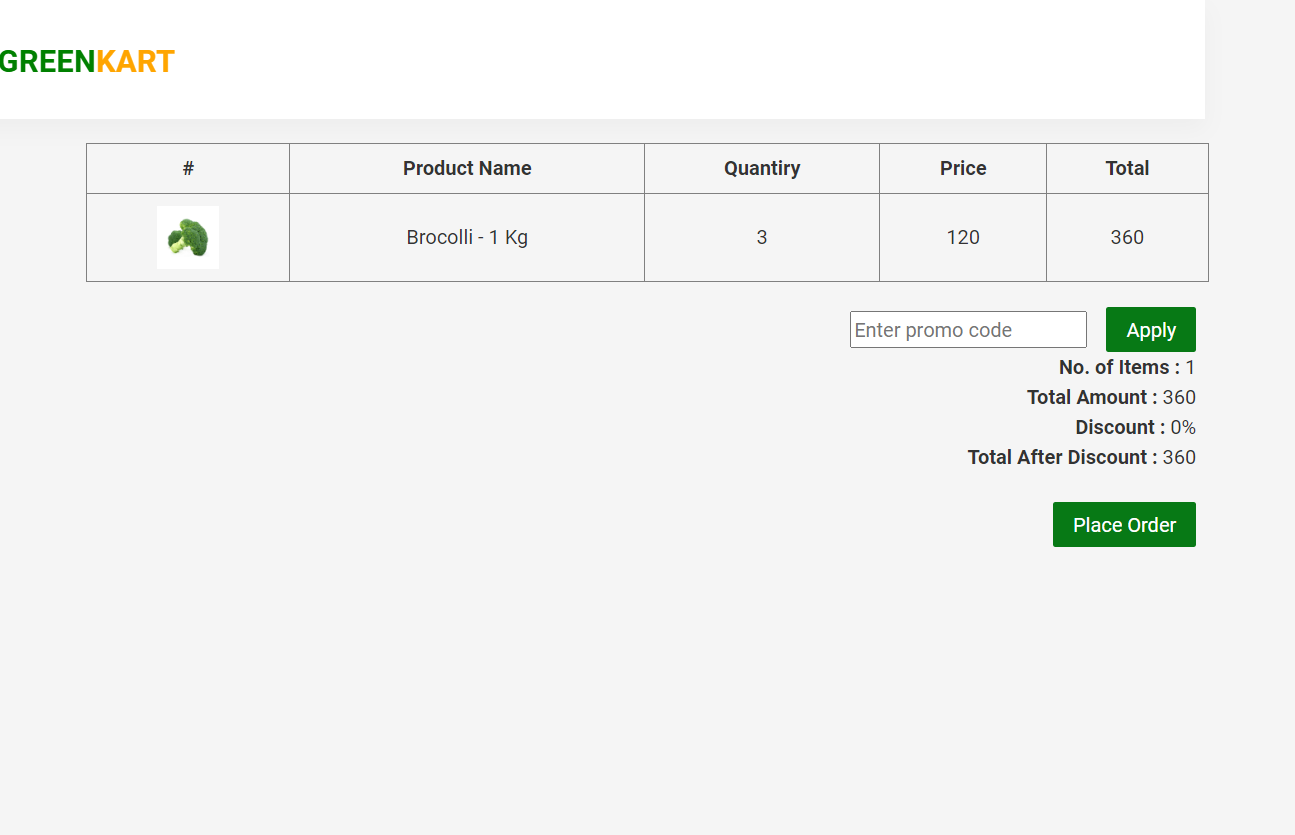 GREENKART
# Product Name Quantiry Price Total
Brocolli - 1 Kg 3 120 360
Enter promo code Apply
No. of Items : 1
Total Amount : 360
Discount : 0%
Total After Discount : 360
Place Order